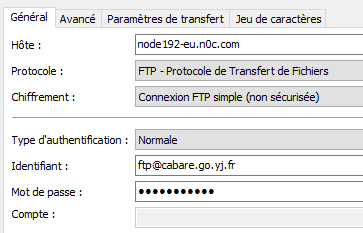 Général Avancé Paramètres de transfert Jeu de caractères
Hôte : node192-eu.n0c.com
Protocole : FTP - Protocole de Transfert de Fichiers
Chiffrement : Connexion FTP simple (non sécurisée)
Type d'authentification : Normale
Identifiant : ftp@cabare.go.yj.fr
Mot de passe : ●●●●●●●●●●●
Compte :